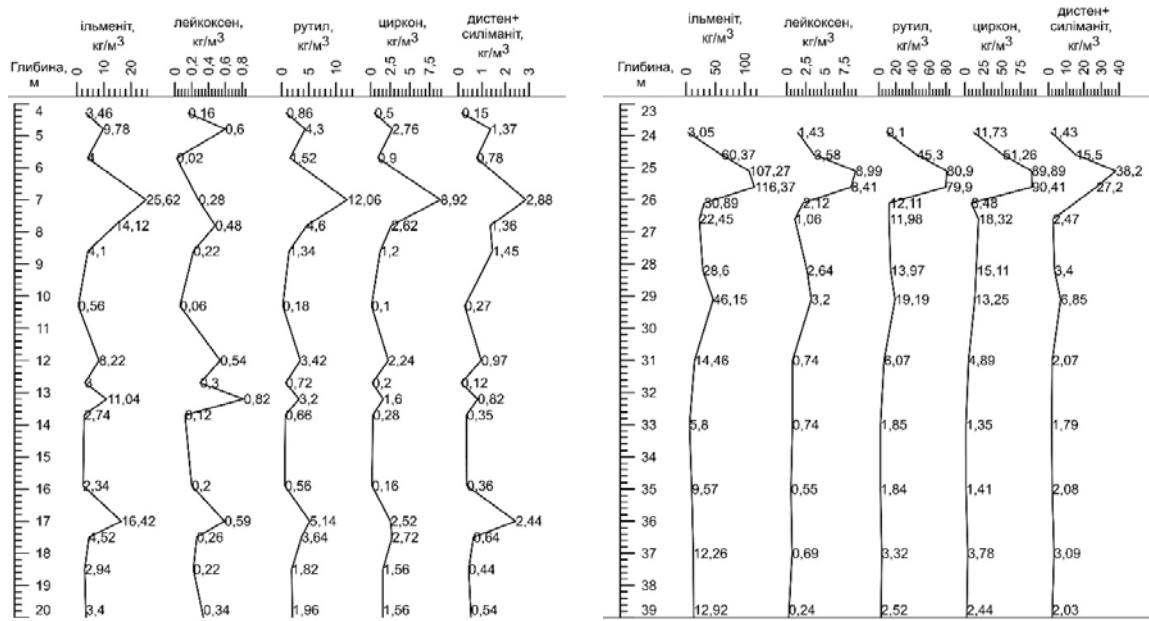 ільменіт, кг/м³ лейкоксен, кг/м³ рутил, кг/м³ циркон, кг/м³ дистен+ силіманіт, кг/м³
Глибина, м 0 10 20 0 0,2 0,4 0,6 0,8 0 5 10 0 2,5 5 7,5 0 1 2 3
4 3,46 0,16 0,86 0,5 0,15
5 9,78 0,6 4,3 2,76 1,37
6 4 0,02 1,52 0,9 0,78
7 25,62 0,28 12,06 8,92 2,88
8 14,12 0,48 4,6 2,62 1,36
9 4,1 0,22 1,34 1,2 1,45
10 0,56 0,06 0,18 0,1 0,27
11
12 8,22 0,54 3,42 2,24 0,97
3 0,3 0,72 0,2 0,12
13 11,04 0,82 3,2 1,6 0,82
2,74 0,12 0,66 0,28 0,35
14
15
16 2,34 0,2 0,56 0,16 0,36
17 16,42 0,59 5,14 2,52 2,44
4,52 0,26 3,64 2,72 0,64
18
2,94 0,22 1,82 1,56 0,44
19
20 3,4 0,34 1,96 1,56 0,54
ільменіт, кг/м³ лейкоксен, кг/м³ рутил, кг/м³ циркон, кг/м³ дистен+ силіманіт, кг/м³
Глибина, м 0 50 100 0 2,5 5 7,5 0 20 40 60 80 0 25 50 75 0 10 20 30 40
23
24 3,05 1,43 9,1 11,73 1,43
60,37 3,58 45,3 51,26 15,5
25 107,27 8,99 80,9 89,89 38,2
116,37 8,41 79,9 90,41 27,2
26 30,89 2,12 12,11 8,48
22,45 1,06 11,98 18,32 2,47
27
28 28,6 2,64 13,97 15,11 3,4
29 46,15 3,2 19,19 13,25 6,85
30
31 14,46 0,74 6,07 4,89 2,07
32
33 5,8 0,74 1,85 1,35 1,79
34
35 9,57 0,55 1,84 1,41 2,08
36
37 12,26 0,69 3,32 3,78 3,09
38
39 12,92 0,24 2,52 2,44 2,03